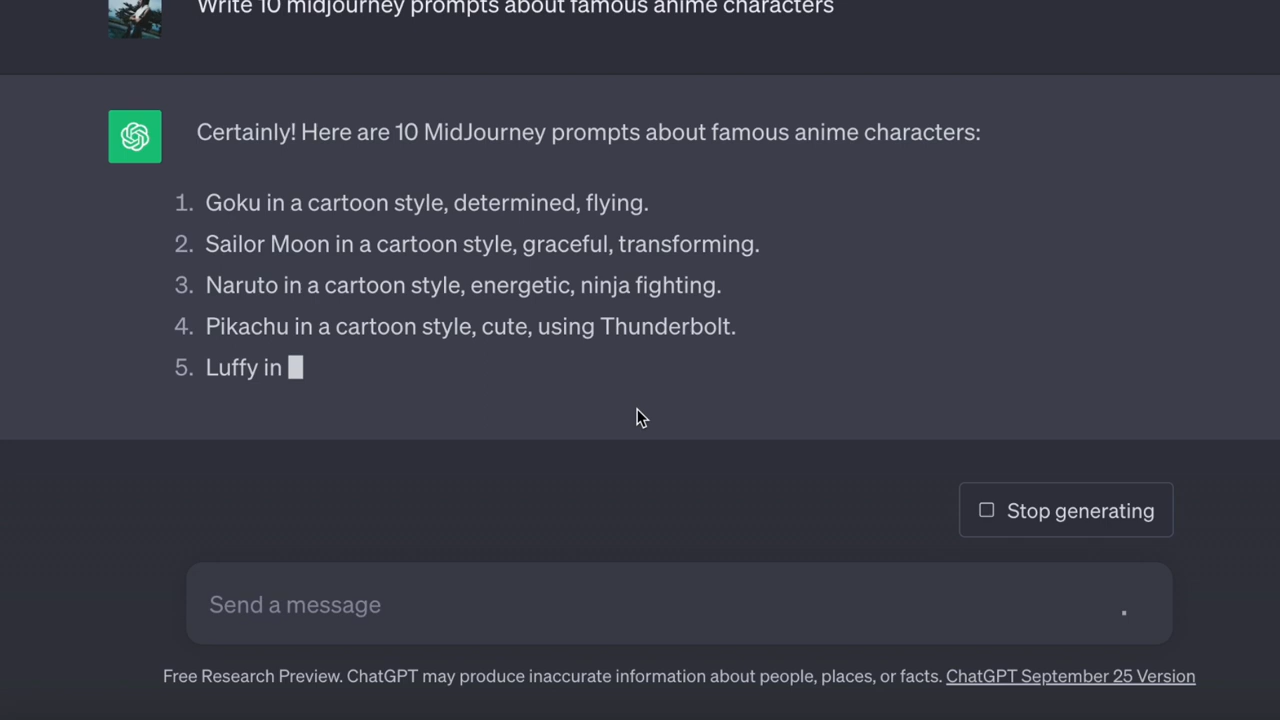 Write 10 midjourney prompts about famous anime characters
Certainly! Here are 10 MidJourney prompts about famous anime characters:
1. Goku in a cartoon style, determined, flying.
2. Sailor Moon in a cartoon style, graceful, transforming.
3. Naruto in a cartoon style, energetic, ninja fighting.
4. Pikachu in a cartoon style, cute, using Thunderbolt.
5. Luffy in
Stop generating
Send a message
Free Research Preview. ChatGPT may produce inaccurate information about people, places, or facts. ChatGPT September 25 Version